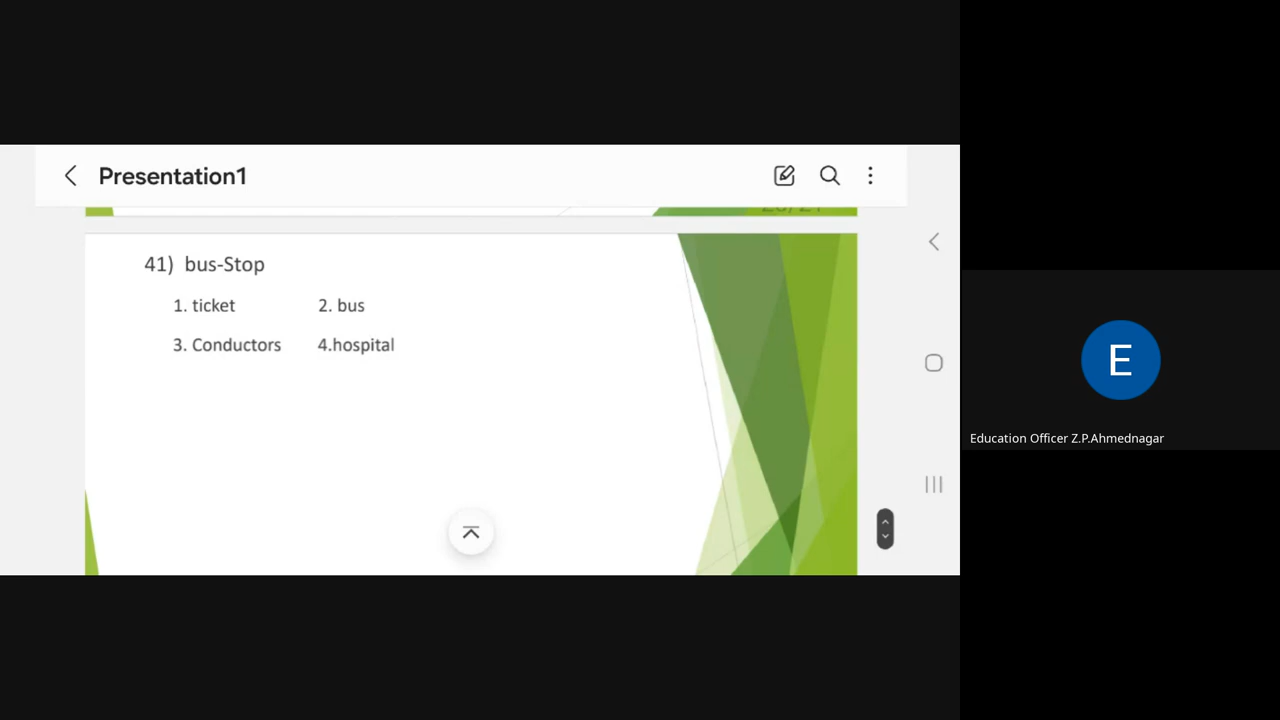 Presentation1
41) bus-Stop
1. ticket 2. bus
3. Conductors 4.hospital
E
Education Officer Z.P.Ahmednagar